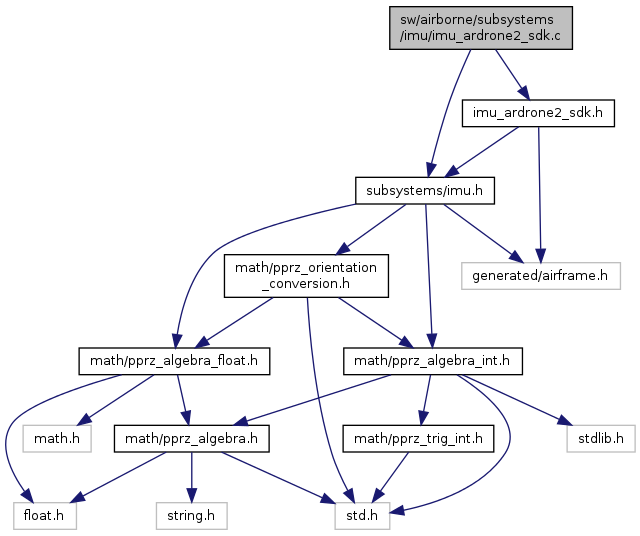 sw/airborne/subsystems
/imu/imu_ardrone2_sdk.c
imu_ardrone2_sdk.h
subsystems/imu.h
math/pprz_orientation
_conversion.h
generated/airframe.h
math/pprz_algebra_float.h
math/pprz_algebra_int.h
math.h
math/pprz_algebra.h
math/pprz_trig_int.h
stdlib.h
float.h
string.h
std.h